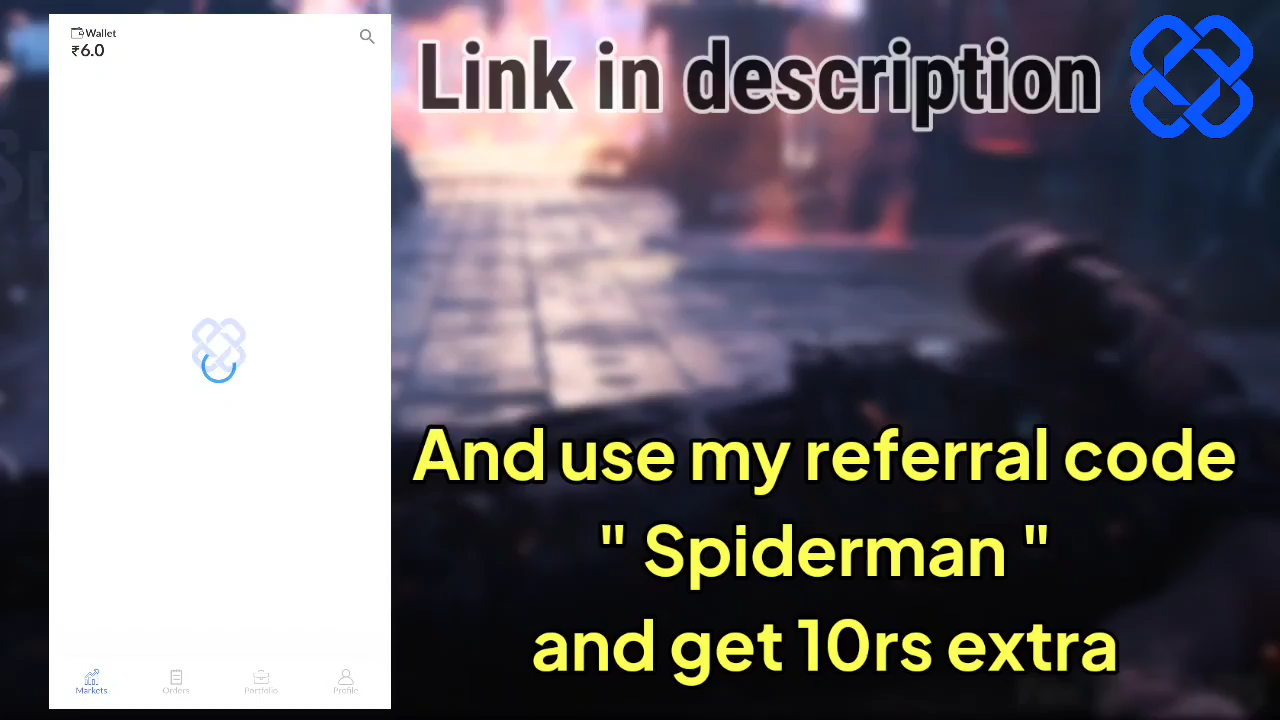 Wallet
₹6.0
Link in description
And use my referral code
" Spiderman "
and get 10rs extra
Markets
Orders
Portfolio
Profile